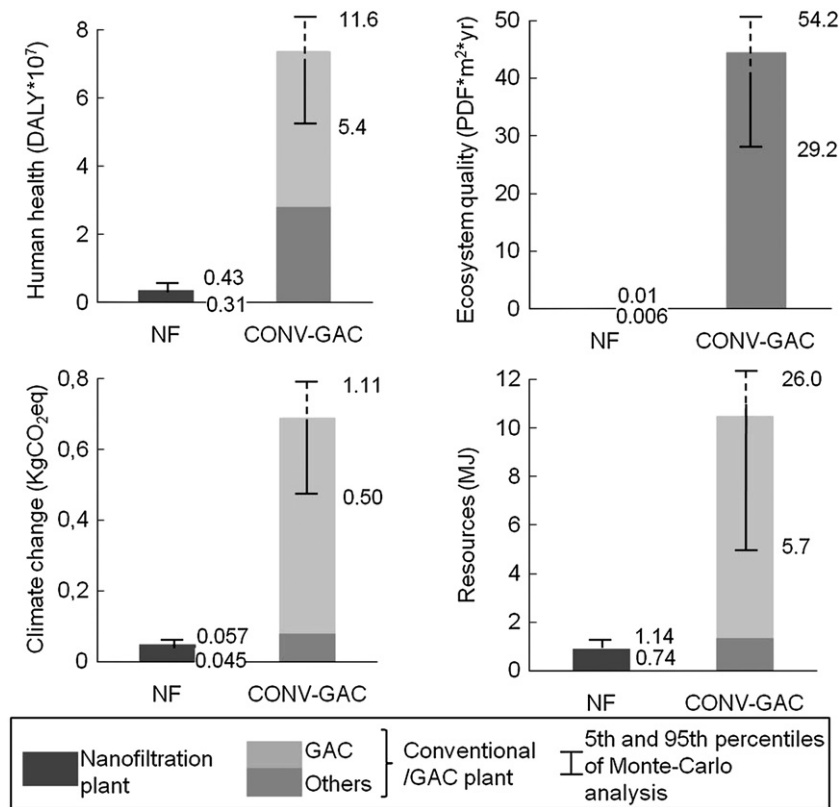 Human health (DALY*10⁷)
8
6
4
2
0
11.6
5.4
0.43
0.31
NF
CONV-GAC
Ecosystem quality (PDF*m²*yr)
50
40
30
20
10
0
54.2
29.2
0.01
0.006
NF
CONV-GAC
Climate change (KgCO₂eq)
0,8
0,6
0,4
0,2
0
1.11
0.50
0.057
0.045
NF
CONV-GAC
Resources (MJ)
12
10
8
6
4
2
0
26.0
5.7
1.14
0.74
NF
CONV-GAC
Nanofiltration
plant
GAC
Others
Conventional
/GAC plant
5th and 95th percentiles
of Monte-Carlo
analysis